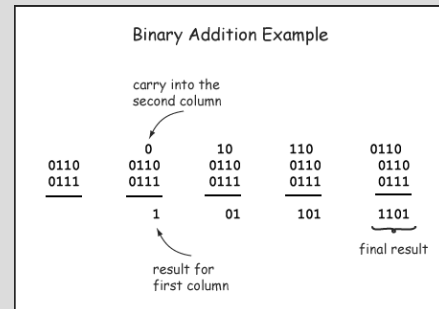 Binary Addition Example
carry into the
second column
0 10 110 0110
0110 0110 0110 0110 0110
0111 0111 0111 0111 0111
1 01 101 1101
final result
result for
first column